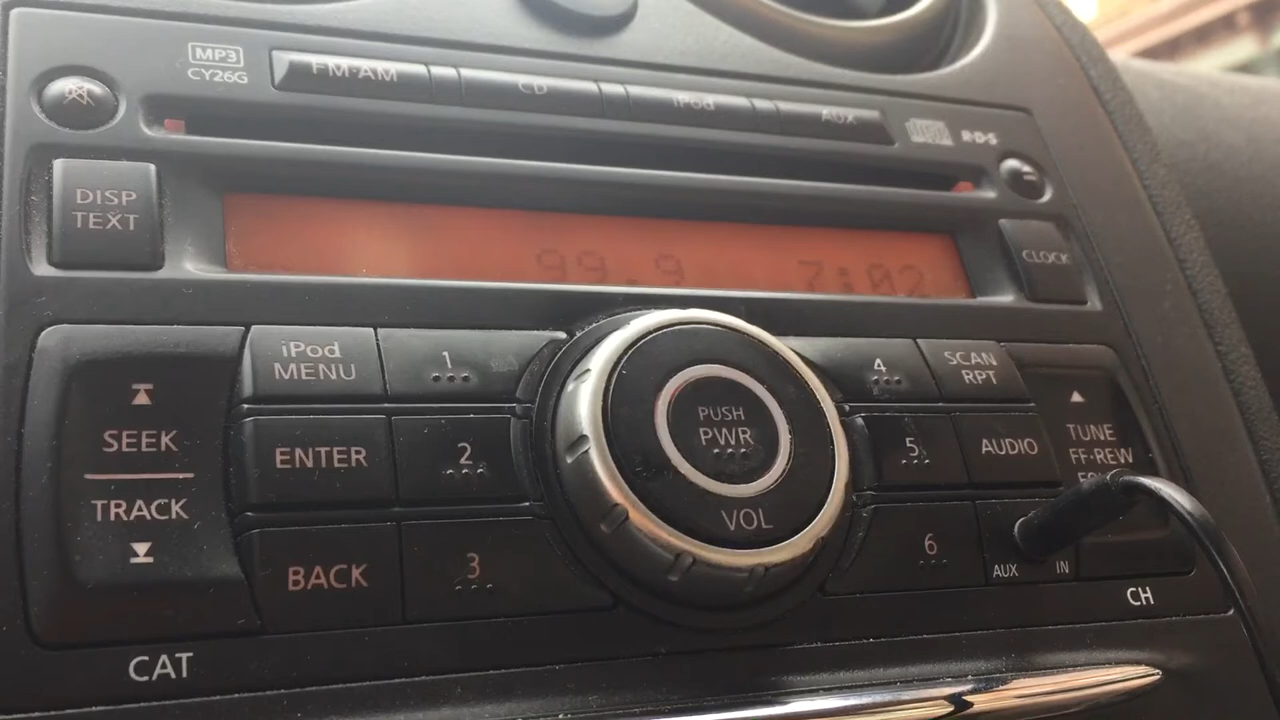 MP3
CY26G
FM·AM
CD
iPod
AUX
R·D·S
DISP
TEXT
99.9 7:02
CLOCK
SEEK
TRACK
CAT
iPod
MENU
1
ENTER
2
BACK
3
PUSH
PWR
VOL
4
SCAN
RPT
5
AUDIO
6
AUX IN
TUNE
FF·REW
CH